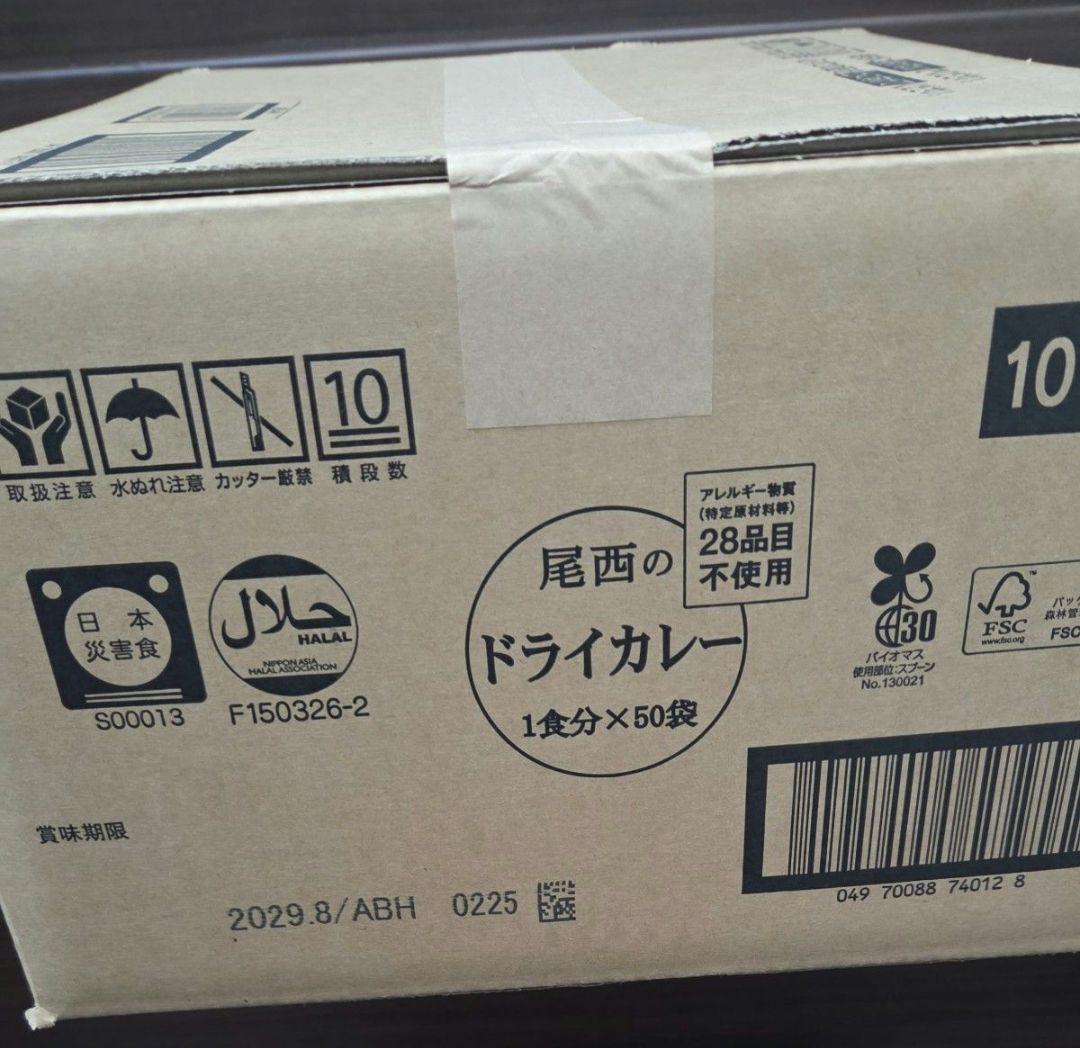 10
取扱注意
水ぬれ注意
カッター厳禁
10
積段数
日本
災害食
S00013
حلال
HALAL
NIPPON ASIA
HALAL ASSOCIATION
F150326-2
尾西の
ドライカレー
1食分×50袋
アレルギー物質
(特定原材料等)
28品目
不使用
30
バイオマス
使用部位:スプーン
No.130021
FSC
www.fsc.org
049 70088 74012 8
賞味期限
2029.8/ABH 0225